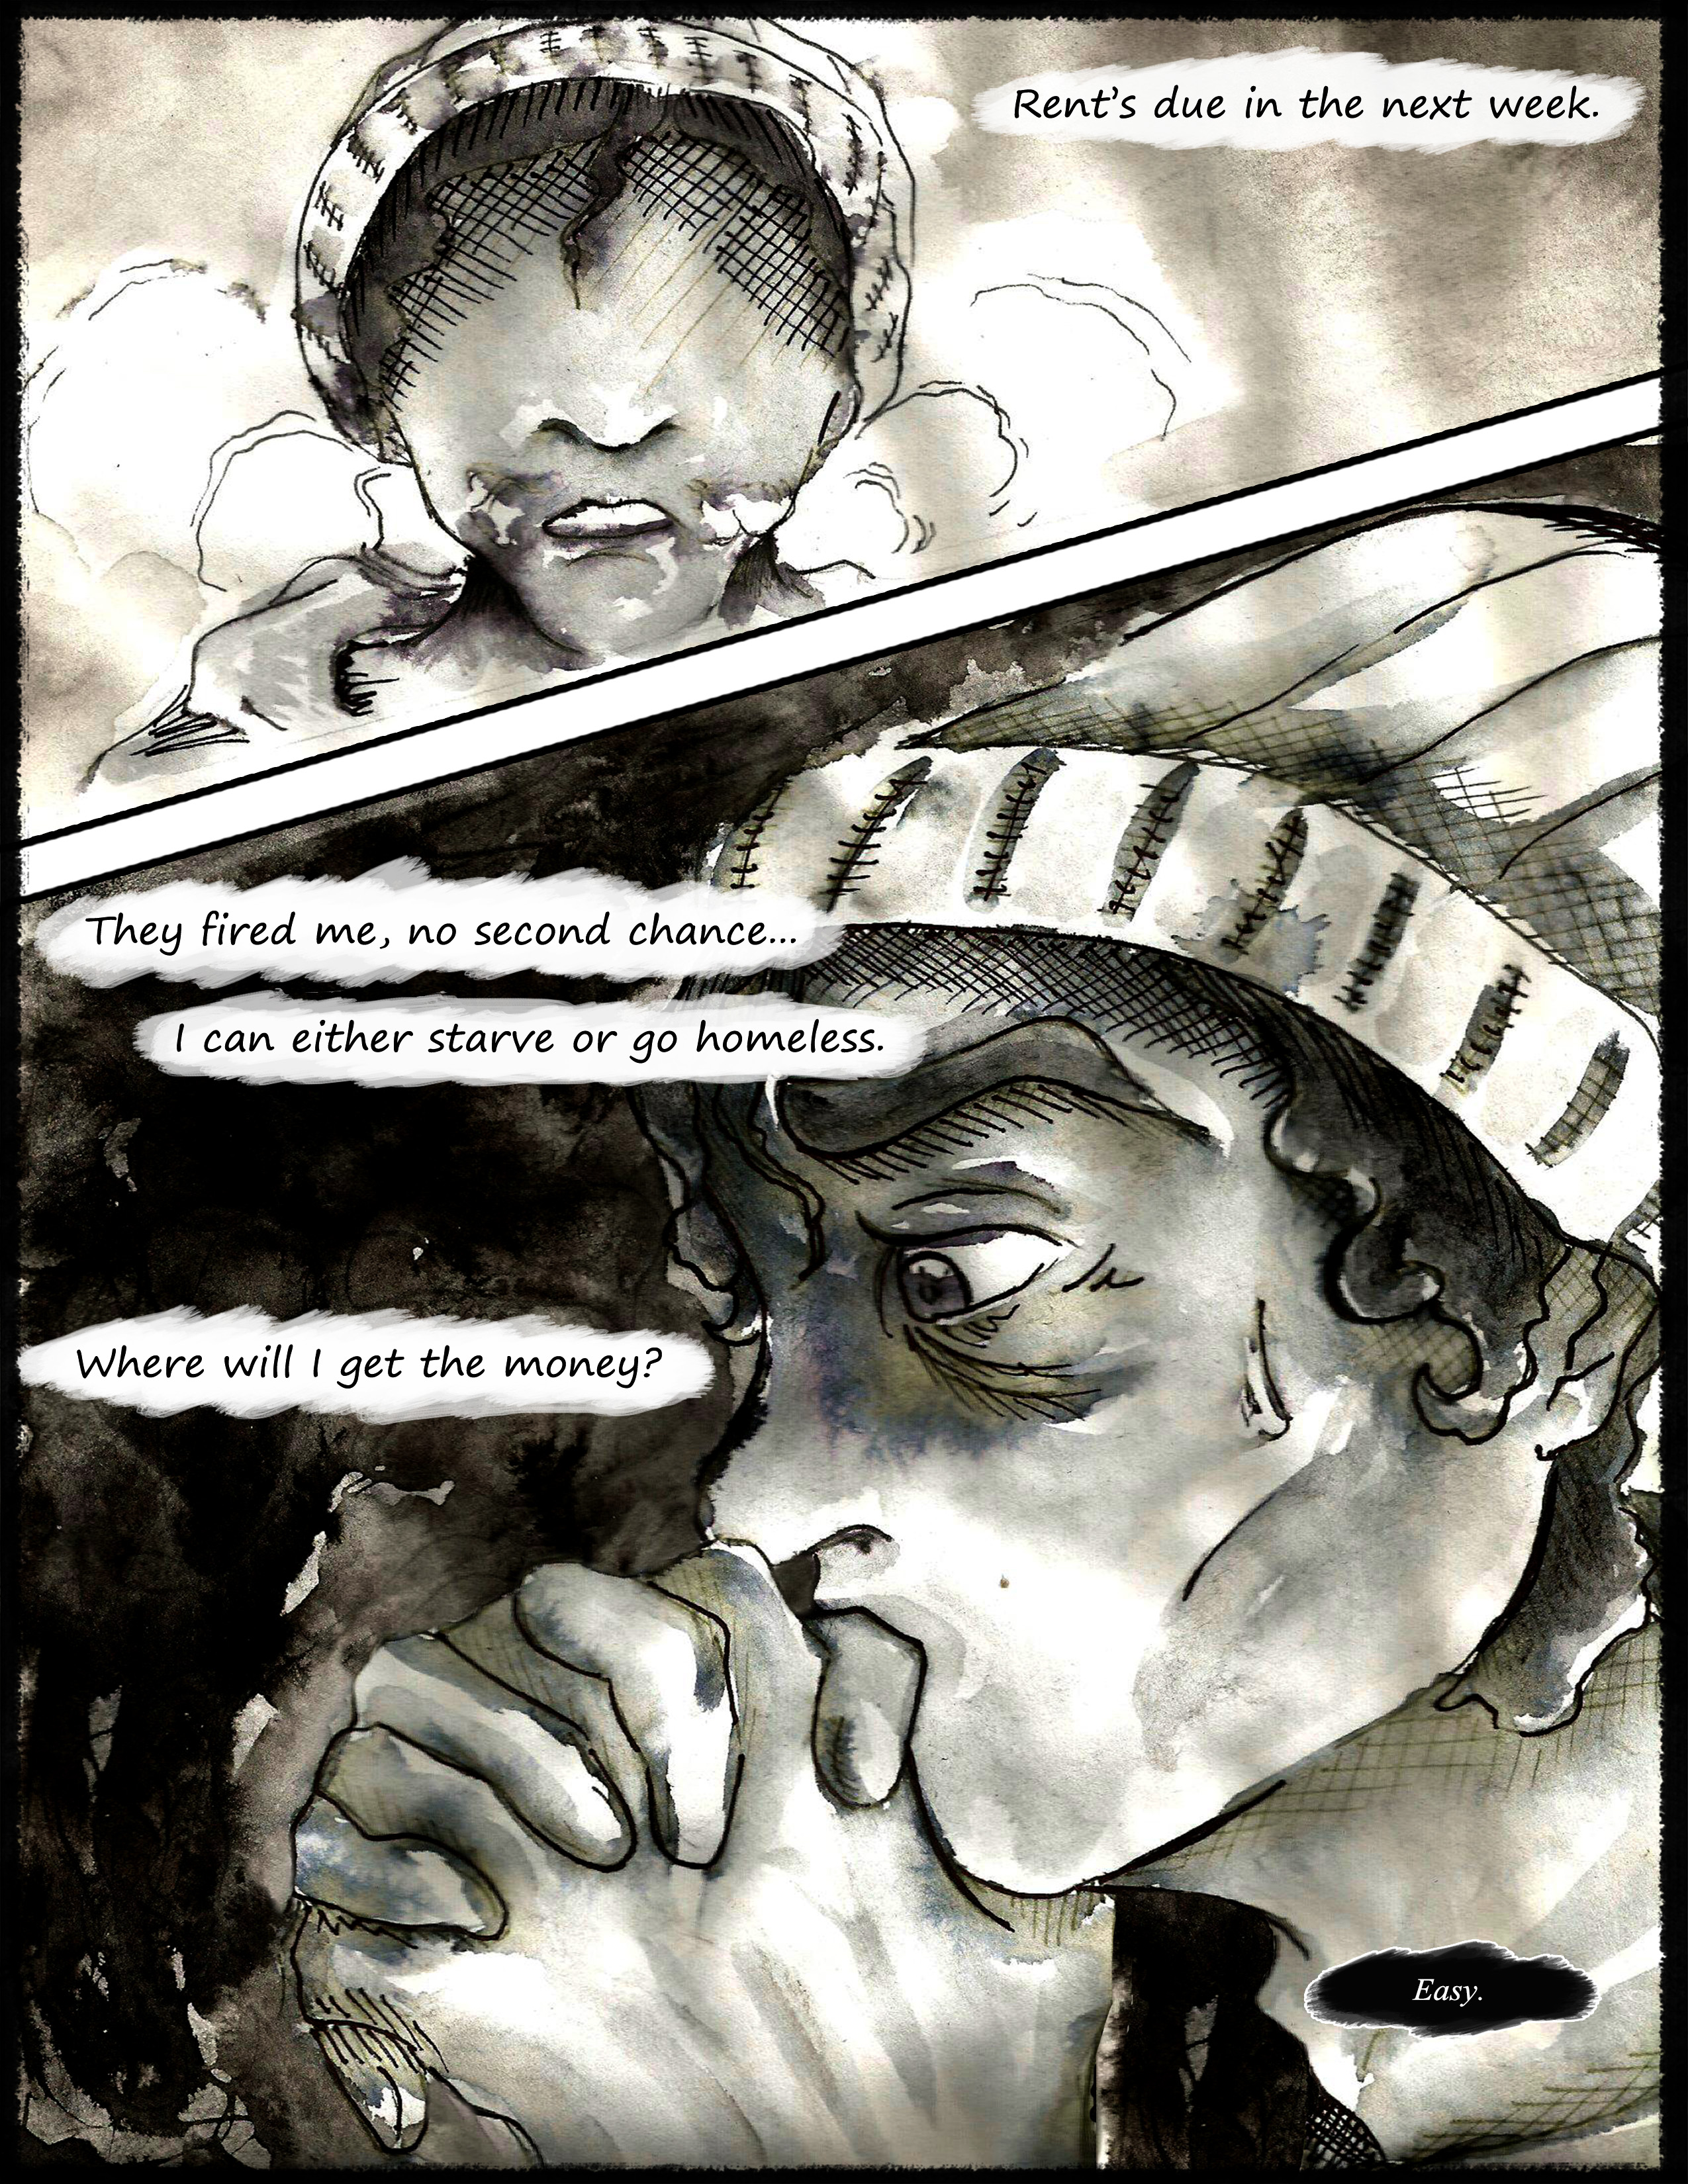 Rent's due in the next week.
They fired me, no second chance...
I can either starve or go homeless.
Where will I get the money?
Easy.